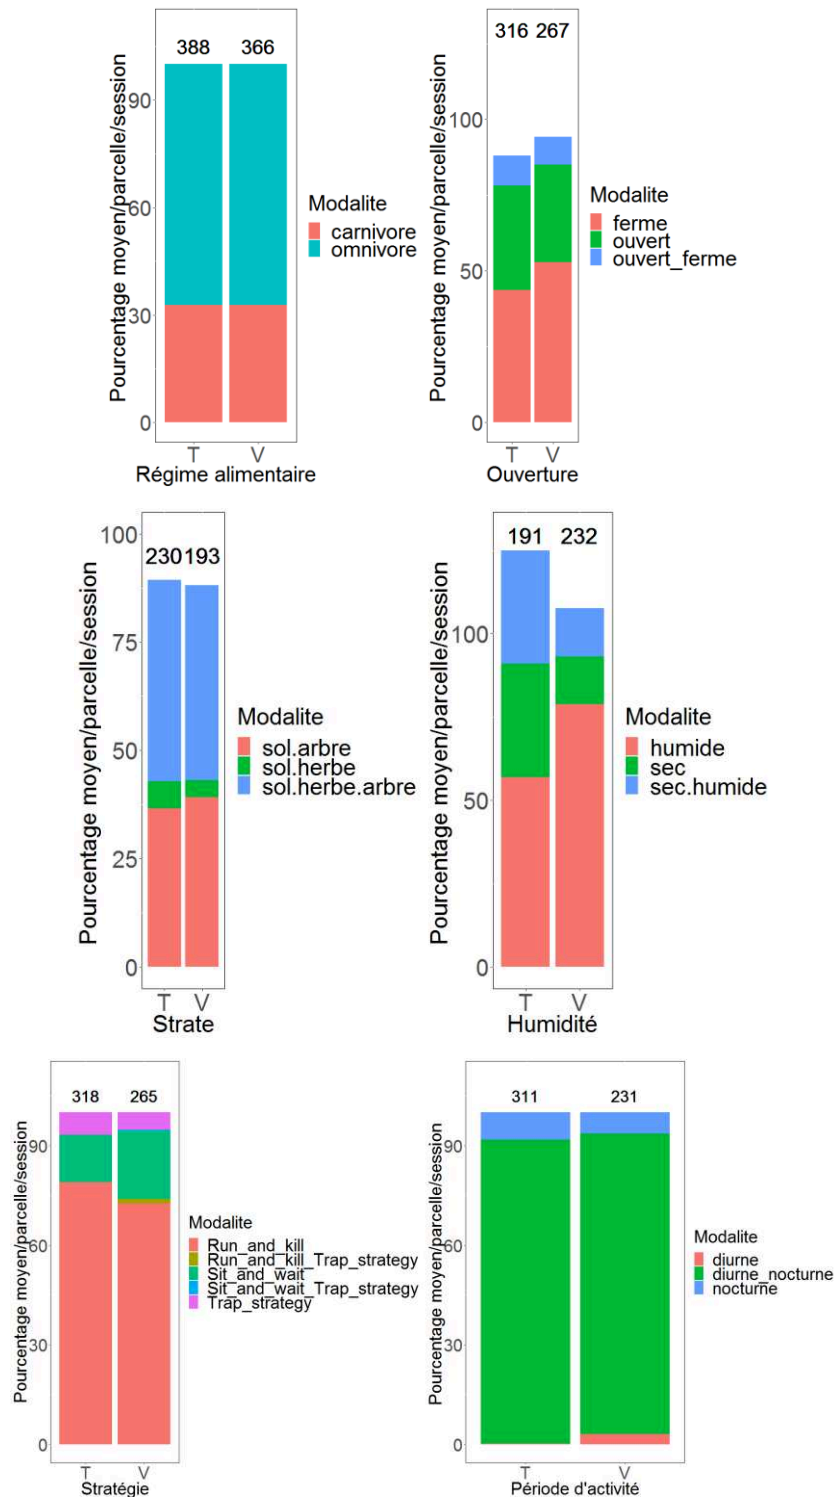 388 366
90
60
30
0
Pourcentage moyen/parcelle/session
T V
Régime alimentaire
Modalite
carnivore
omnivore
316 267
100
50
0
Pourcentage moyen/parcelle/session
T V
Ouverture
Modalite
ferme
ouvert
ouvert_ferme
230 193
100
75
50
25
0
Pourcentage moyen/parcelle/session
T V
Strate
Modalite
sol.arbre
sol.herbe
sol.herbe.arbre
191 232
100
50
0
Pourcentage moyen/parcelle/session
T V
Humidité
Modalite
humide
sec
sec.humide
318 265
90
60
30
0
Pourcentage moyen/parcelle/session
T V
Stratégie
Modalite
Run_and_kill
Run_and_kill_Trap_strategy
Sit_and_wait
Sit_and_wait_Trap_strategy
Trap_strategy
311 231
90
60
30
0
Pourcentage moyen/parcelle/session
T V
Période d'activité
Modalite
diurne
diurne_nocturne
nocturne